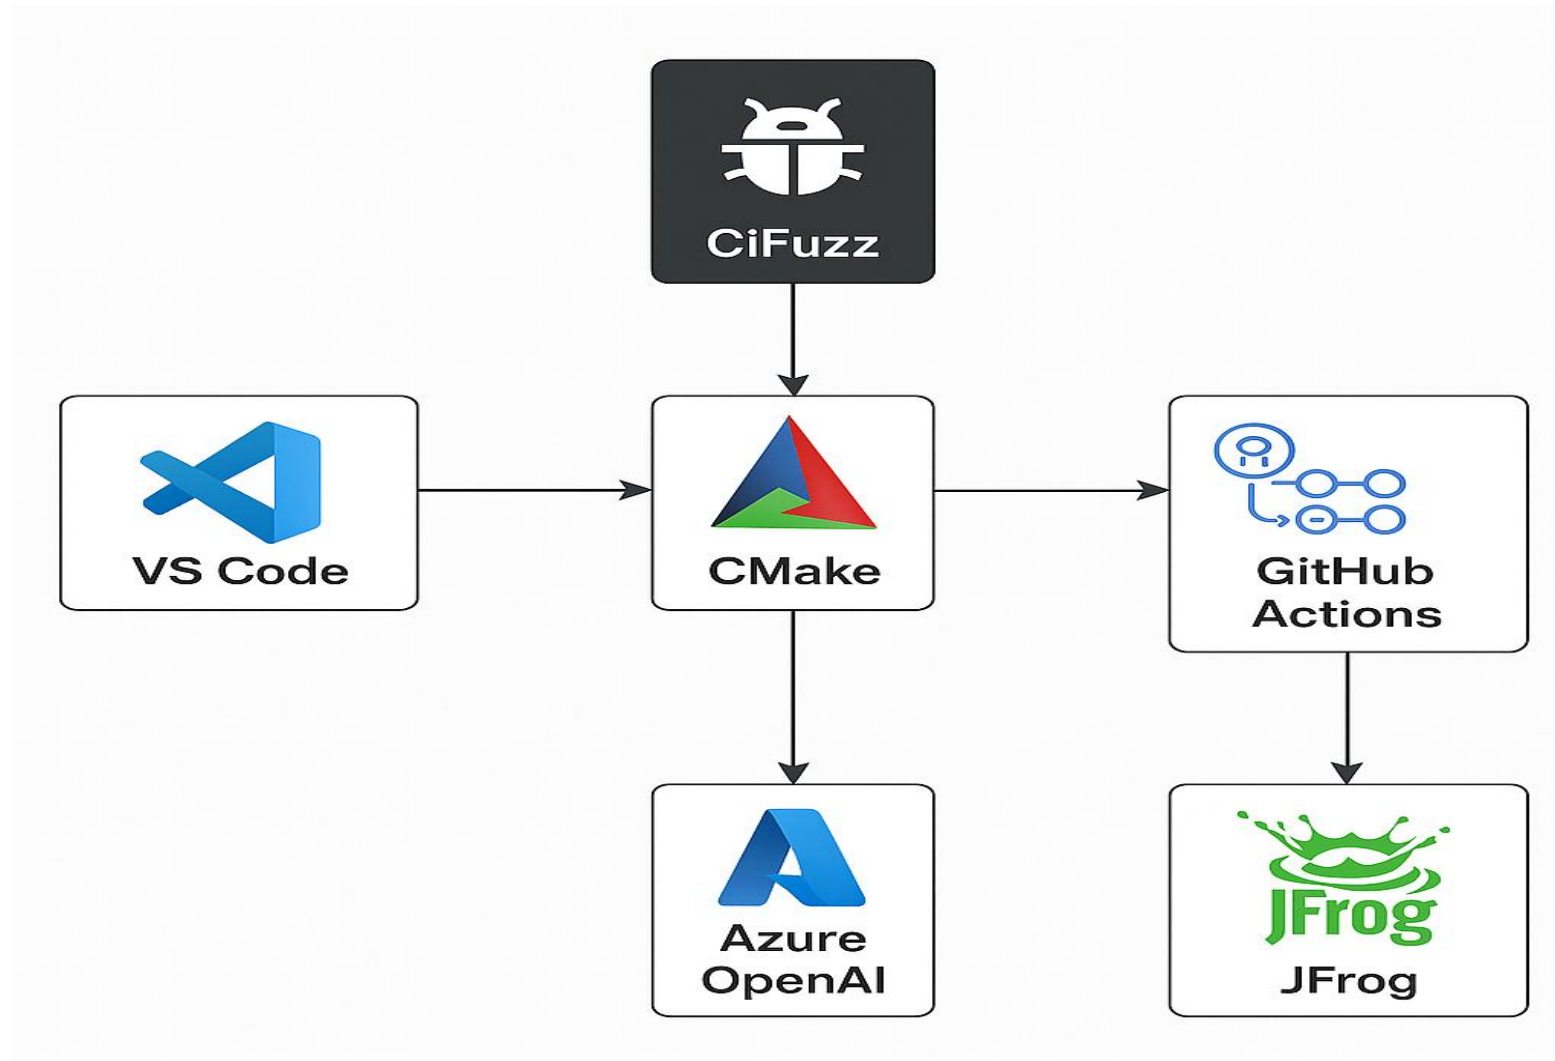 CiFuzz
VS Code
CMake
GitHub
Actions
Azure
OpenAI
JFrog
JFrog